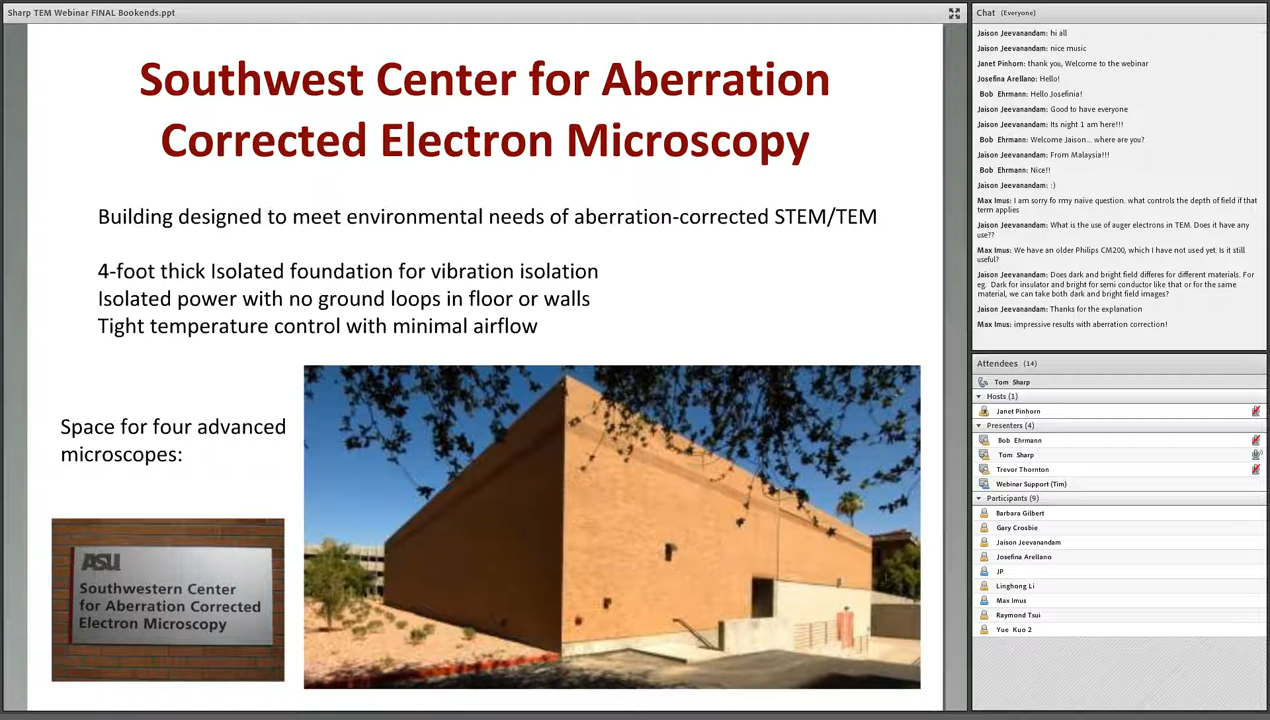 Sharp TEM Webinar FINAL Bookends.ppt
Southwest Center for Aberration
Corrected Electron Microscopy
Building designed to meet environmental needs of aberration-corrected STEM/TEM
4-foot thick Isolated foundation for vibration isolation
Isolated power with no ground loops in floor or walls
Tight temperature control with minimal airflow
Space for four advanced
microscopes:
ASU
Southwestern Center
for Aberration Corrected
Electron Microscopy
Chat (Everyone)
Jaison Jeevanandam: hi all
Jaison Jeevanandam: nice music
Janet Pinhorn: thank you, Welcome to the webinar
Josefina Arellano: Hello!
Bob Ehrmann: Hello Josefinia!
Jaison Jeevanandam: Good to have everyone
Jaison Jeevanandam: Its night 1 am here!!!
Bob Ehrmann: Welcome Jaison... where are you?
Jaison Jeevanandam: From Malaysia!!!
Bob Ehrmann: Nice!!
Jaison Jeevanandam: :)
Max Imus: I am sorry fo rmy naive question. what controls the depth of field if that
term applies
Jaison Jeevanandam: What is the use of auger electrons in TEM. Does it have any
use??
Max Imus: We have an older Philips CM200, which I have not used yet. Is it still
useful?
Jaison Jeevanandam: Does dark and bright field differes for different materials. For
eg. Dark for insulator and bright for semi conductor like that or for the same
material, we can take both dark and bright field images?
Jaison Jeevanandam: Thanks for the explanation
Max Imus: impressive results with aberration correction!
Attendees (14)
Tom Sharp
Hosts (1)
Janet Pinhorn
Presenters (4)
Bob Ehrmann
Tom Sharp
Trevor Thornton
Webinar Support (Tim)
Participants (9)
Barbara Gilbert
Gary Crosbie
Jaison Jeevanandam
Josefina Arellano
JP
Linghong Li
Max Imus
Raymond Tsui
Yue Kuo 2